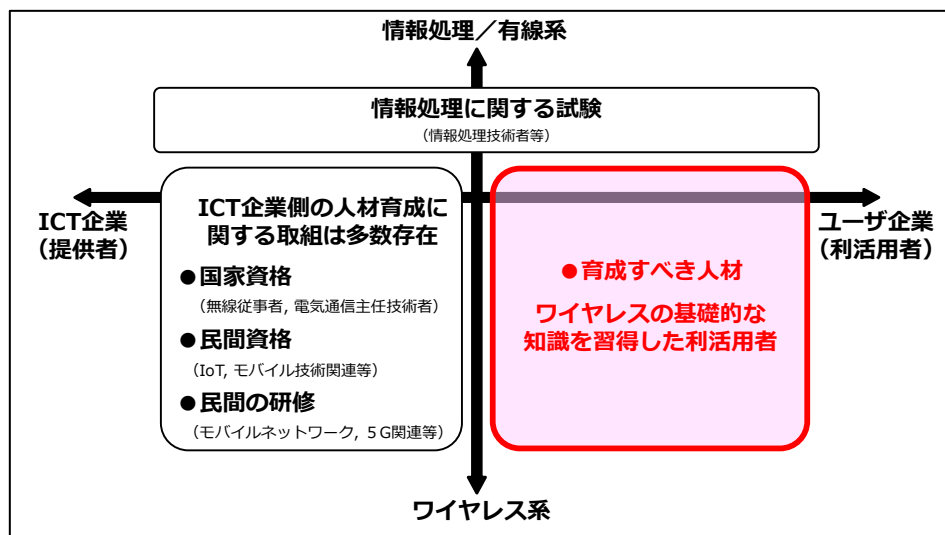 情報処理／有線系
情報処理に関する試験
（情報処理技術者等）
ICT企業
（提供者）
ICT企業側の人材育成に
関する取組は多数存在
●国家資格
（無線従事者, 電気通信主任技術者）
●民間資格
（IoT, モバイル技術関連等）
●民間の研修
（モバイルネットワーク, ５G関連等）
●育成すべき人材
ワイヤレスの基礎的な
知識を習得した利活用者
ユーザ企業
（利活用者）
ワイヤレス系